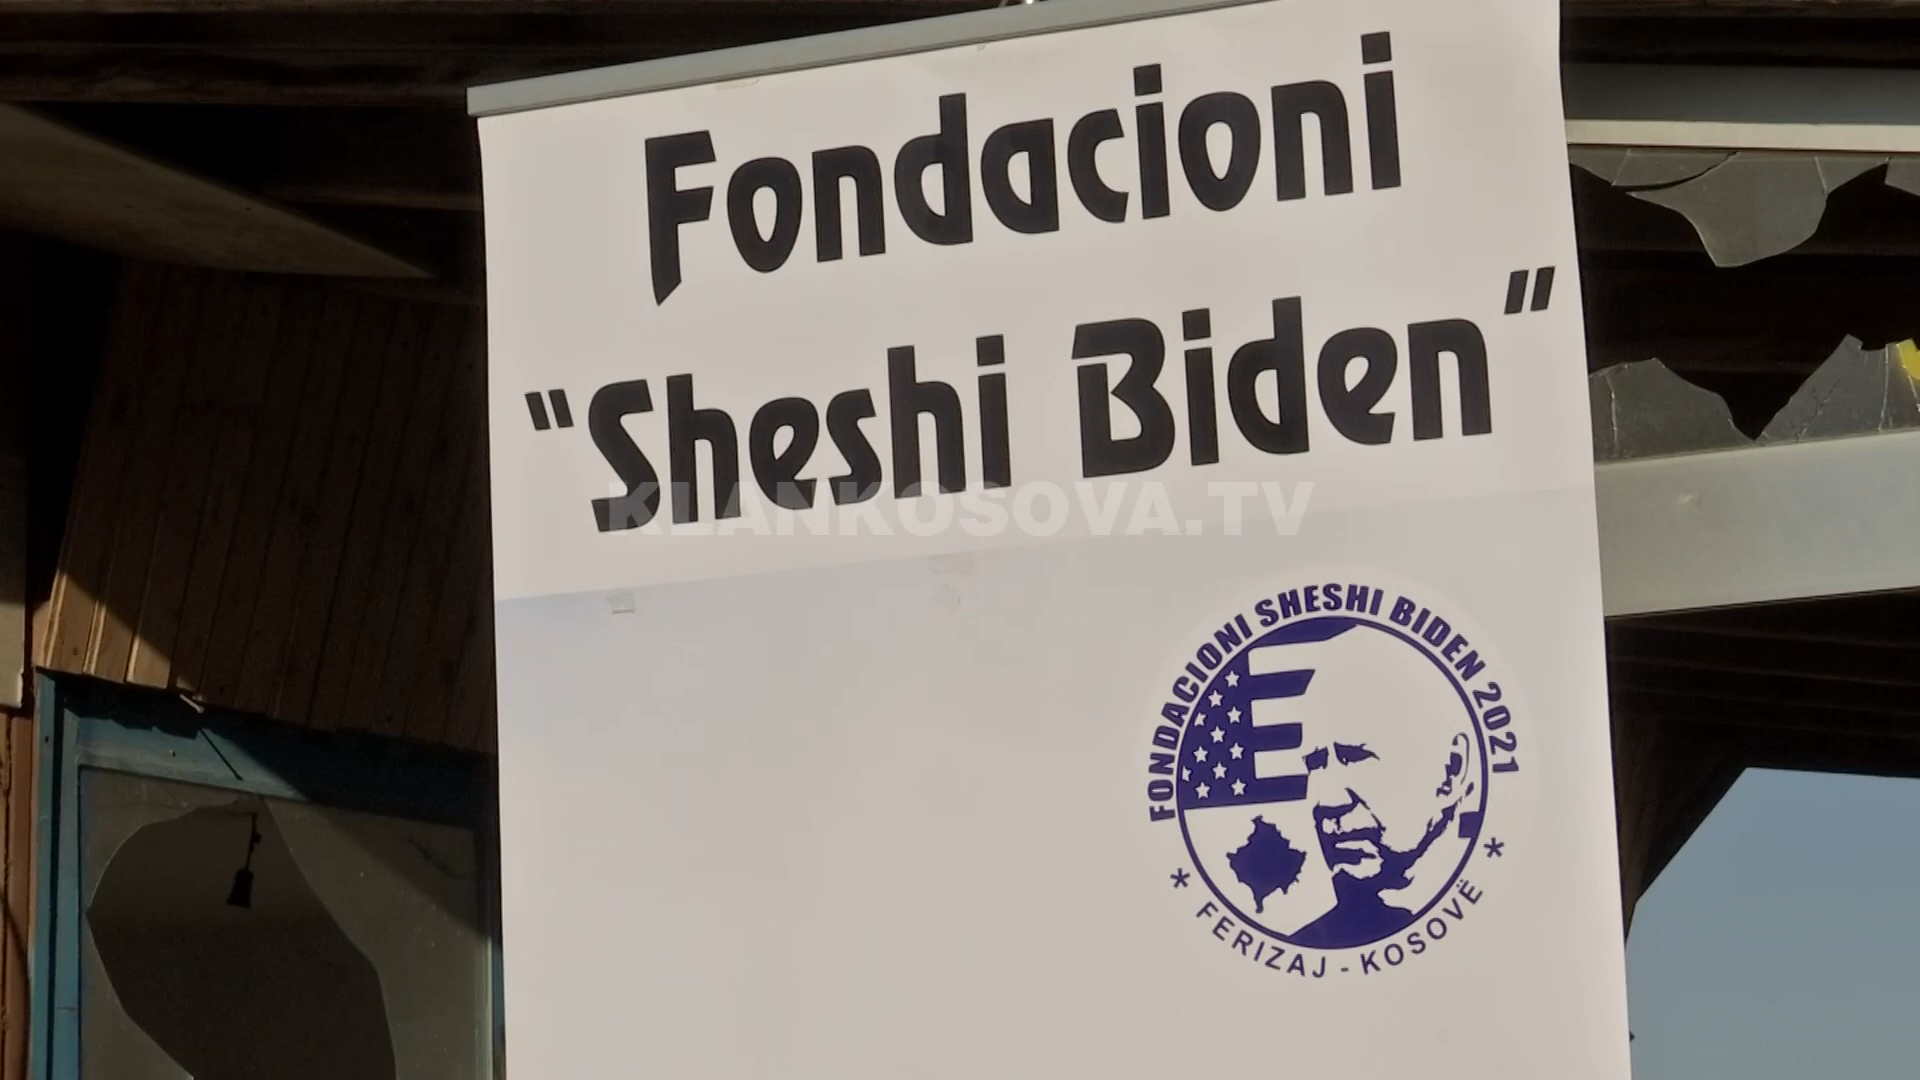 Fondacioni
"Sheshi Biden"
KLANKOSOVA.TV
FONDACIONI SHESHI BIDEN 2021
* FERIZAJ - KOSOVË *